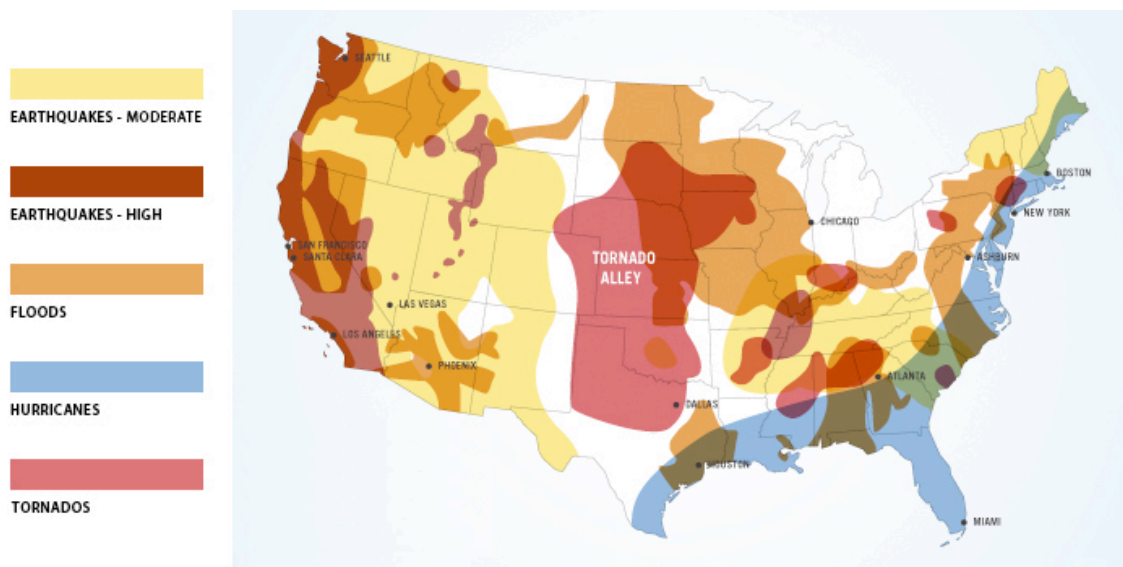 EARTHQUAKES - MODERATE
EARTHQUAKES - HIGH
FLOODS
HURRICANES
TORNADOS
SEATTLE
SAN FRANCISCO
SANTA CLARA
LAS VEGAS
LOS ANGELES
PHOENIX
TORNADO
ALLEY
DALLAS
HOUSTON
CHICAGO
BOSTON
NEW YORK
ASHBURN
ATLANTA
MIAMI